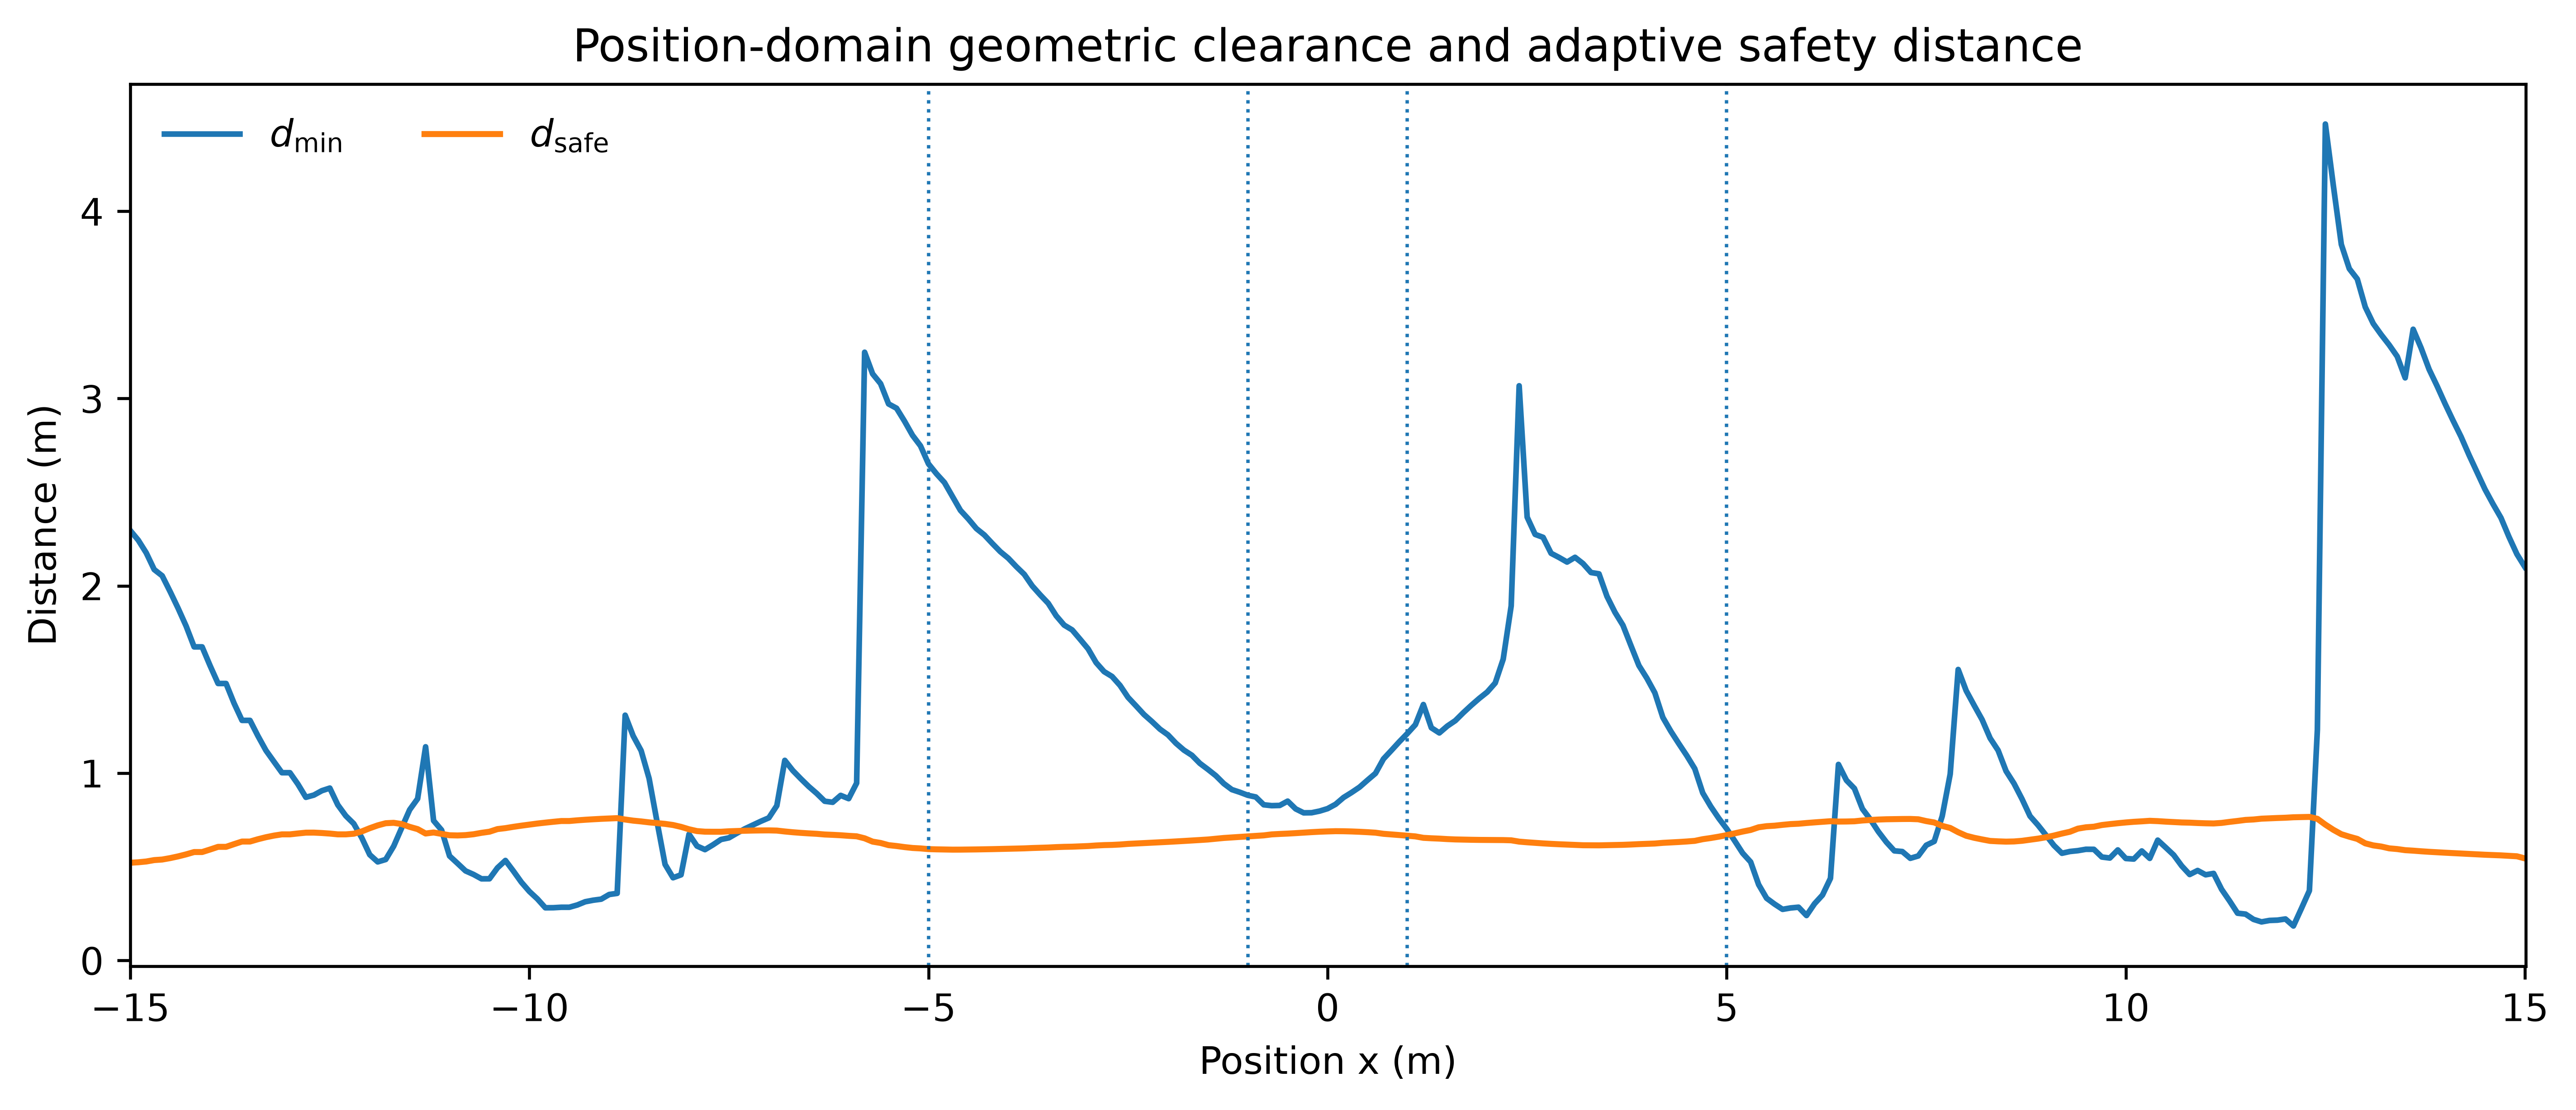 Position-domain geometric clearance and adaptive safety distance
d_min d_safe
Distance (m)
4
3
2
1
0
−15 −10 −5 0 5 10 15
Position x (m)